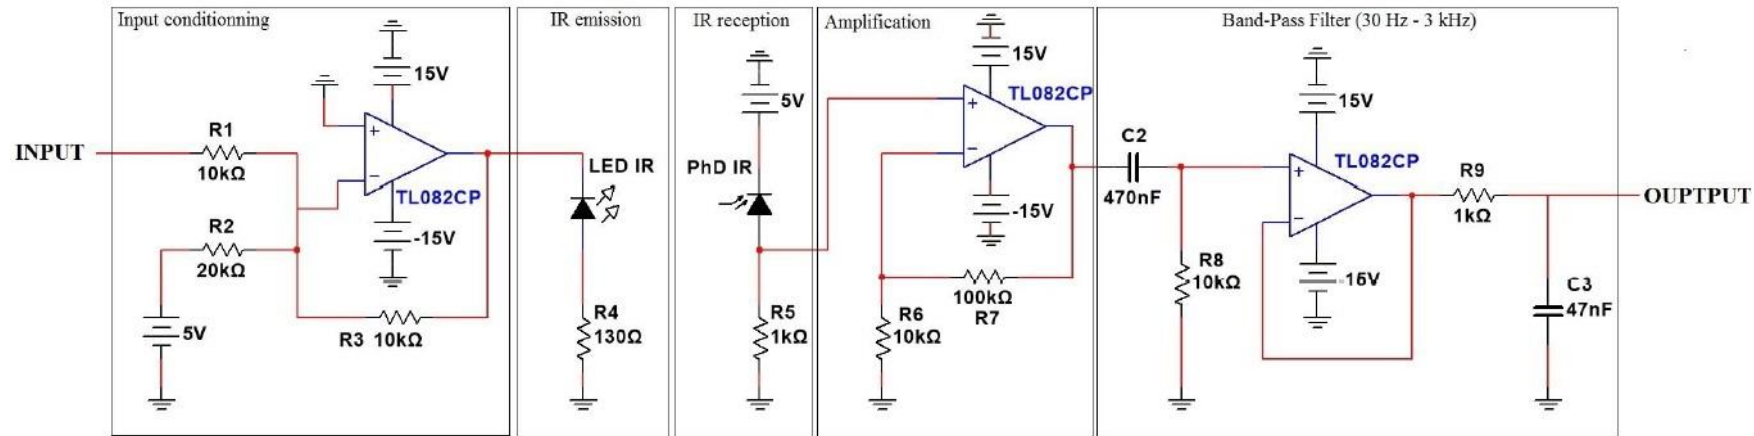 Input conditionning
IR emission
IR reception
Amplification
Band-Pass Filter (30 Hz - 3 kHz)
15V
15V
5V
15V
TL082CP
C2
R1
INPUT
10kΩ
LED IR
PhD IR
TL082CP
R9
TL082CP
470nF
1kΩ
OUPTPUT
-15V
-15V
R2
20kΩ
R8
10kΩ
-15V
C3
47nF
100kΩ
R7
5V
R3 10kΩ
R4
130Ω
R5
1kΩ
R6
10kΩ
+
−
+
−
+
−